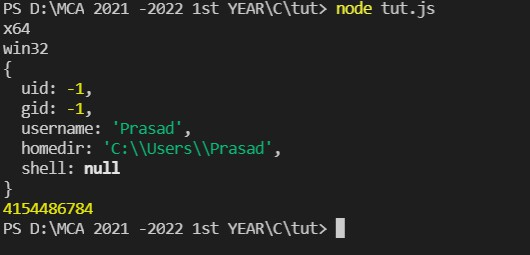 PS D:\MCA 2021 -2022 1st YEAR\C\tut> node tut.js
x64
win32
{
  uid: -1,
  gid: -1,
  username: 'Prasad',
  homedir: 'C:\\Users\\Prasad',
  shell: null
}
4154486784
PS D:\MCA 2021 -2022 1st YEAR\C\tut>